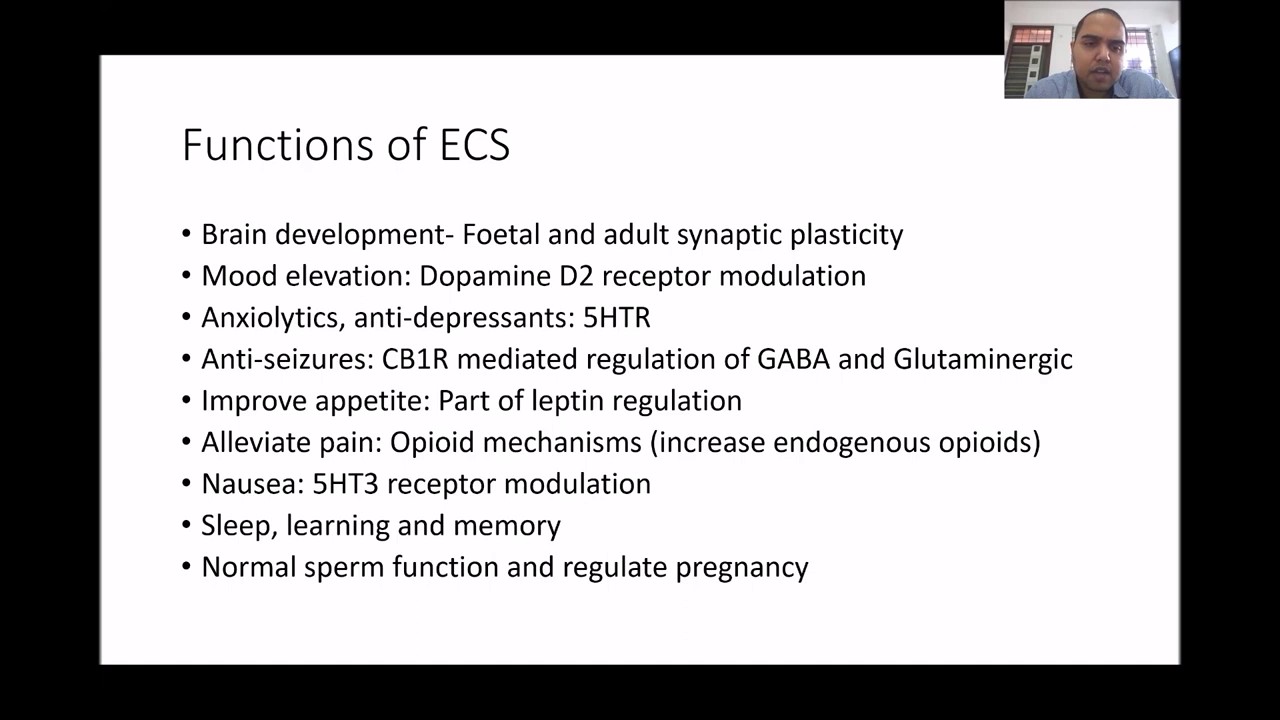 Functions of ECS
• Brain development- Foetal and adult synaptic plasticity
• Mood elevation: Dopamine D2 receptor modulation
• Anxiolytics, anti-depressants: 5HTR
• Anti-seizures: CB1R mediated regulation of GABA and Glutaminergic
• Improve appetite: Part of leptin regulation
• Alleviate pain: Opioid mechanisms (increase endogenous opioids)
• Nausea: 5HT3 receptor modulation
• Sleep, learning and memory
• Normal sperm function and regulate pregnancy